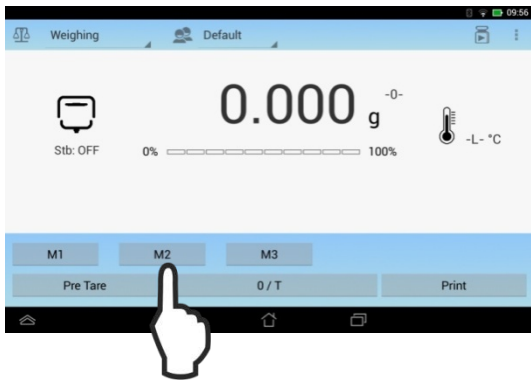 09:56
Weighing Default
0.000 g -0-
Stb: OFF 0% 100% -L- °C
M1 M2 M3
Pre Tare 0 / T Print